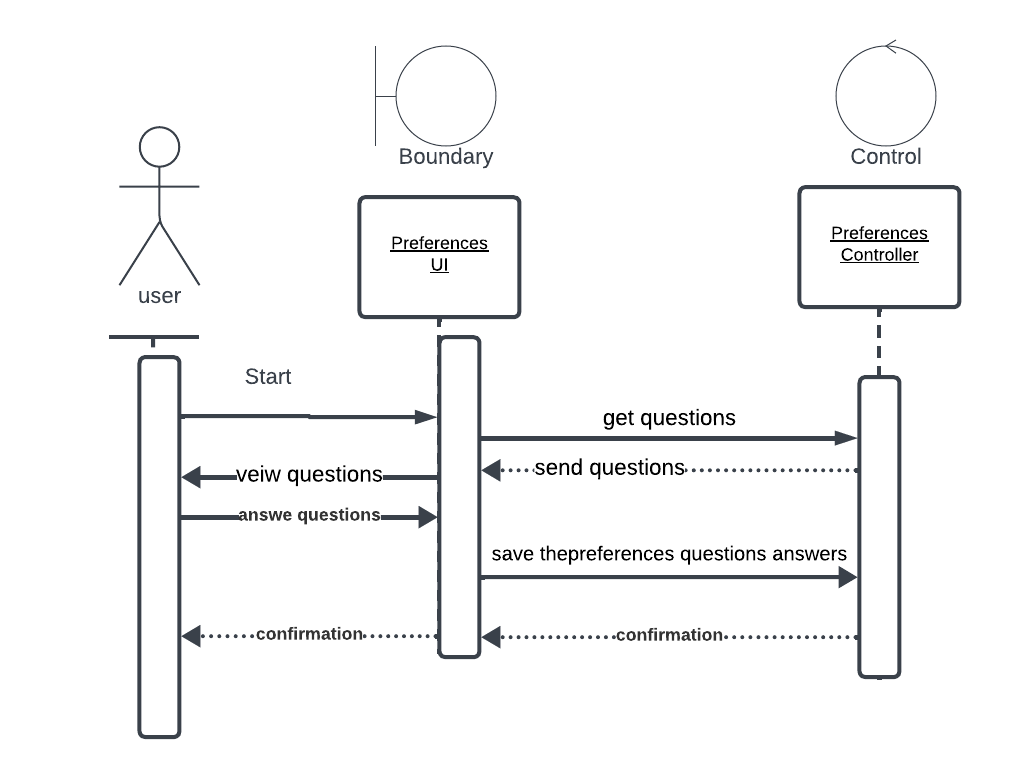 Boundary
Control
Preferences
UI
Preferences
Controller
user
Start
get questions
veiw questions
send questions
answe questions
save thepreferences questions answers
confirmation
confirmation